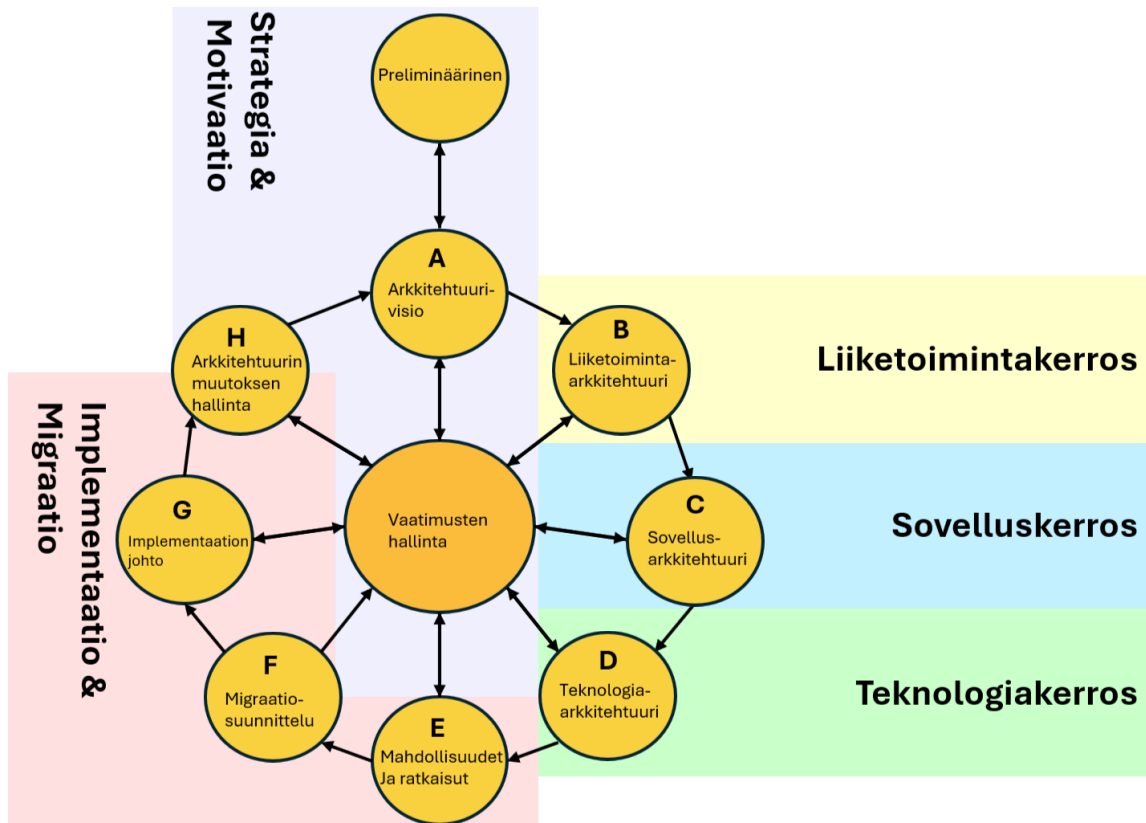 Strategia &
Motivaatio
Preliminäärinen
A
Arkkitehtuuri-
visio
B
Liiketoiminta-
arkkitehtuuri
Liiketoimintakerros
H
Arkkitehtuurin
muutoksen
hallinta
Implementaatio &
Migraatio
G
Implementaation
johto
Vaatimusten
hallinta
C
Sovellus-
arkkitehtuuri
Sovelluskerros
F
Migraatio-
suunnittelu
D
Teknologia-
arkkitehtuuri
Teknologiakerros
E
Mahdollisuudet
Ja ratkaisut